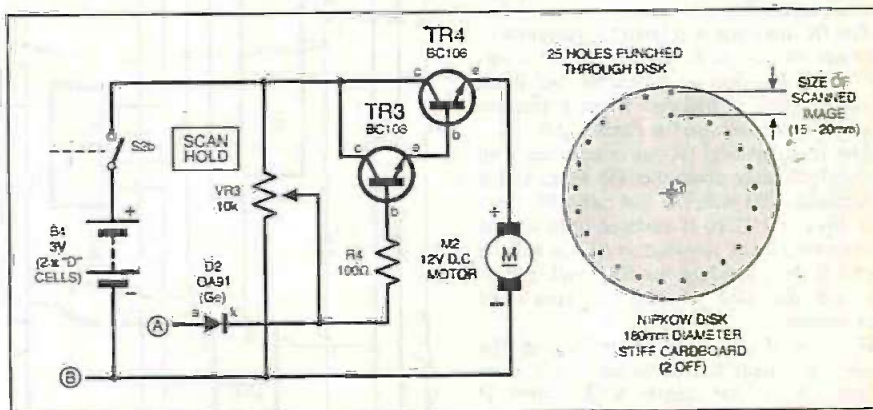 TR4
BC108
TR3
BC108
c
e
b
c
e
b
S2b
SCAN
HOLD
VR3
10k
R4
100Ω
B4
3V
(2 x "D"
CELLS)
+
-
D2
OA91
(Ge)
a
k
A
B
+
M
-
M2
12V D.C.
MOTOR
25 HOLES PUNCHED
THROUGH DISK
SIZE OF
SCANNED
IMAGE
(15 - 20mm)
NIPKOW DISK
180mm DIAMETER
STIFF CARDBOARD
(2 OFF)